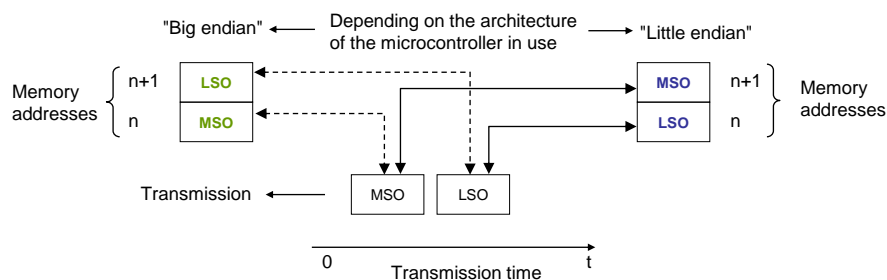 Depending on the architecture
of the microcontroller in use
"Big endian"
"Little endian"
Memory
addresses
n+1
LSO
n
MSO
MSO
n+1
LSO
n
Memory
addresses
Transmission
MSO
LSO
0
t
Transmission time